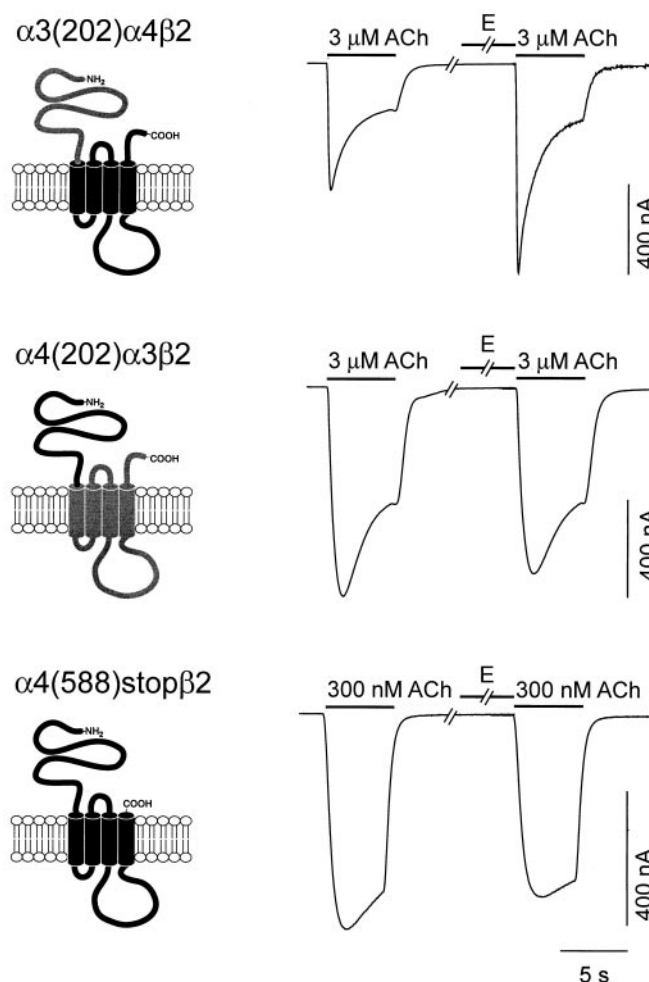 α3(202)α4β2
E
3 μM ACh 3 μM ACh
NH2
COOH
400 nA
α4(202)α3β2
E
3 μM ACh 3 μM ACh
NH2
COOH
400 nA
α4(588)stopβ2
E
300 nM ACh 300 nM ACh
NH2
COOH
400 nA
5 s